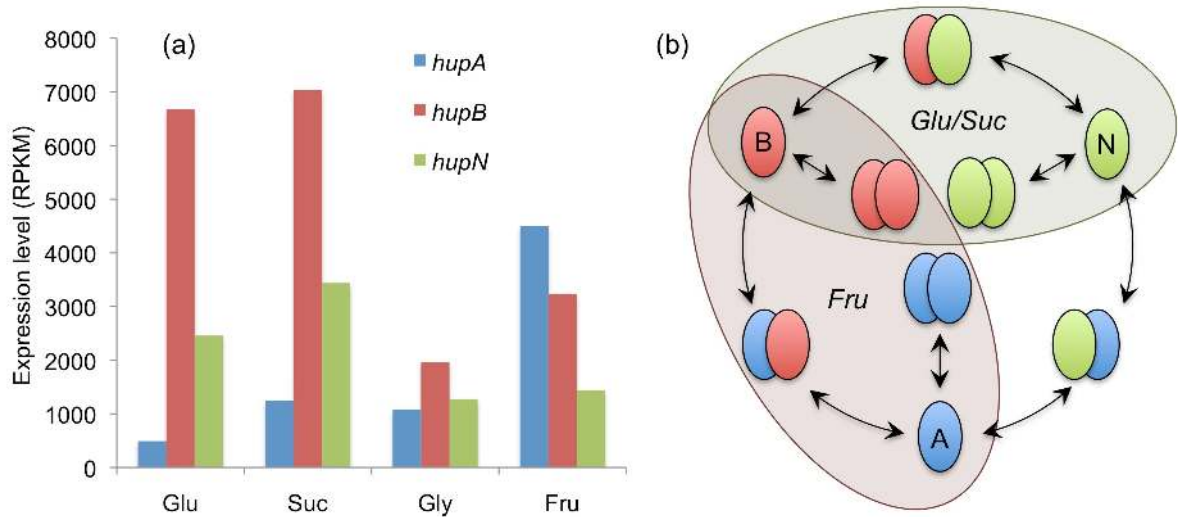 (a)
Expression level (RPKM)
8000
7000
6000
5000
4000
3000
2000
1000
0
hupA
hupB
hupN
Glu Suc Gly Fru
(b)
Glu/Suc
B
N
Fru
A